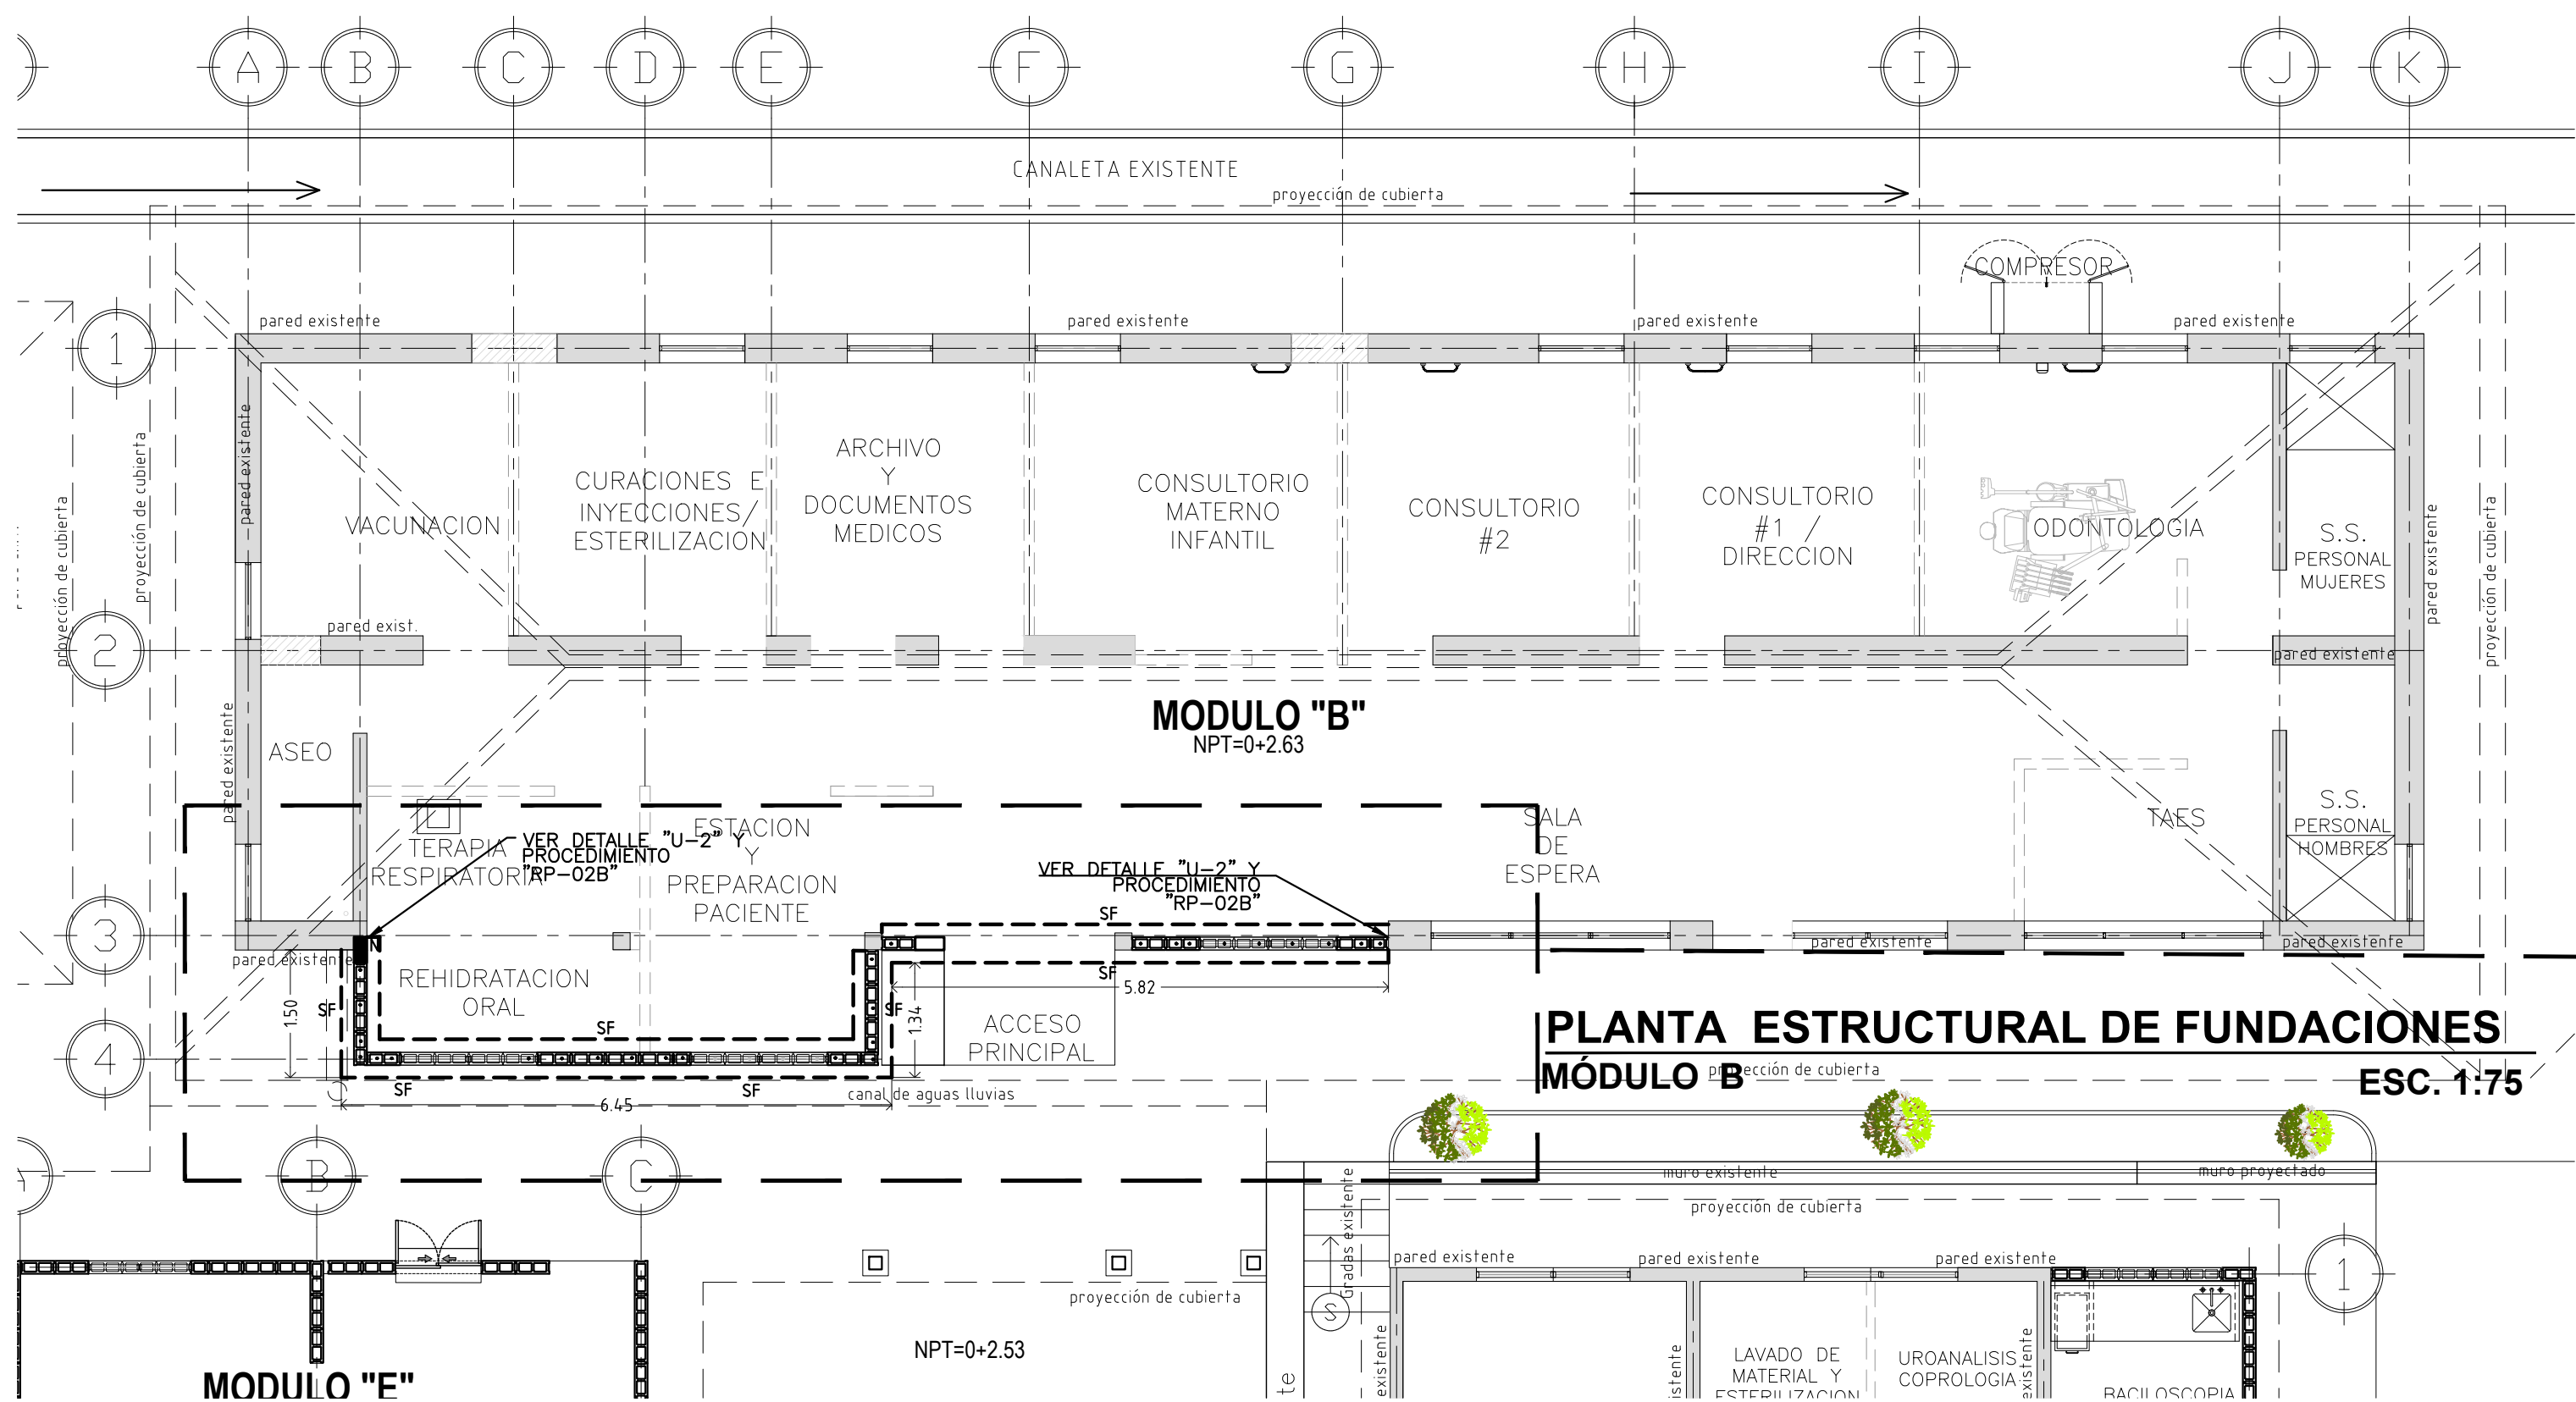 A B C D E F G H I J K
CANALETA EXISTENTE
proyección de cubierta
COMPRESOR
pared existente
pared existente
pared existente
pared existente
1
pared existente
proyección de cubierta
proyección de cubierta
VACUNACION
CURACIONES E
INYECCIONES/
ESTERILIZACION
ARCHIVO
Y
DOCUMENTOS
MEDICOS
CONSULTORIO
MATERNO
INFANTIL
CONSULTORIO
#2
CONSULTORIO
#1 /
DIRECCION
ODONTOLOGIA
S.S.
PERSONAL
MUJERES
pared existente
proyección de cubierta
2
pared exist.
pared existente
MODULO "B"
NPT=0+2.63
ASEO
pared existente
TERAPIA
RESPIRATORIA
VER DETALLE "U-2" Y
PROCEDIMIENTO
"RP-02B"
ESTACION
Y
PREPARACION
PACIENTE
VER DETALLE "U-2" Y
PROCEDIMIENTO
"RP-02B"
SALA
DE
ESPERA
TAES
S.S.
PERSONAL
HOMBRES
3
SF
N
pared existente
pared existente
pared existente
REHIDRATACION
ORAL
SF
5.82
1.50
SF
SF
1.34
SF
ACCESO
PRINCIPAL
4
SF
SF
6.45
canal de aguas lluvias
PLANTA ESTRUCTURAL DE FUNDACIONES
MÓDULO B
proyección de cubierta
ESC. 1:75
B C
muro existente
muro proyectado
Gradas existente
proyección de cubierta
pared existente
pared existente
pared existente
1
proyección de cubierta
S
NPT=0+2.53
MODULO "E"
te
existente
istente
existente
LAVADO DE
MATERIAL Y
ESTERILIZACION
UROANALISIS
COPROLOGIA
BACILOSCOPIA